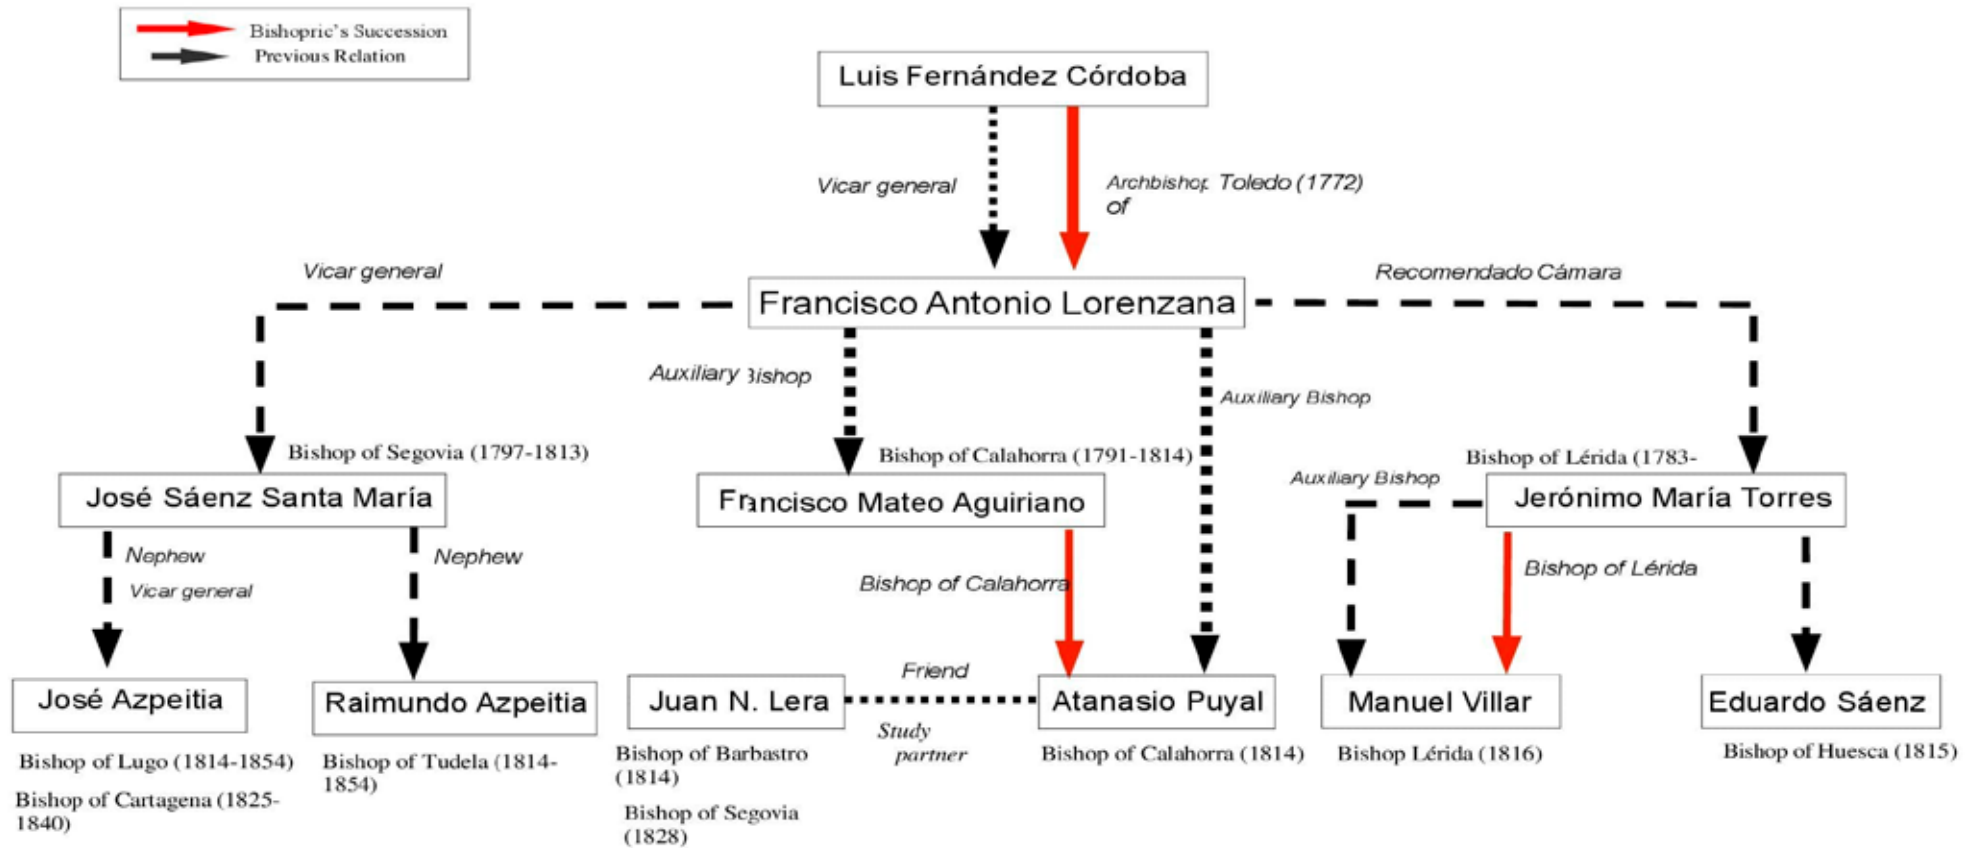 Bishopric's Succession
Previous Relation
Luis Fernández Córdoba
Vicar general
Archbishop Toledo (1772)
of
Vicar general
Recomendado Cámara
Francisco Antonio Lorenzana
Auxiliary Bishop
Auxiliary Bishop
Bishop of Segovia (1797-1813)
Bishop of Calahorra (1791-1814)
Bishop of Lérida (1783-
Auxiliary Bishop
José Sáenz Santa María
Francisco Mateo Aguiriano
Jerónimo María Torres
Nephew
Vicar general
Nephew
Bishop of Calahorra
Bishop of Lérida
Friend
José Azpeitia
Raimundo Azpeitia
Juan N. Lera
Atanasio Puyal
Manuel Villar
Eduardo Sáenz
Study
partner
Bishop of Lugo (1814-1854)
Bishop of Cartagena (1825-
1840)
Bishop of Tudela (1814-
1854)
Bishop of Barbastro
(1814)
Bishop of Segovia
(1828)
Bishop of Calahorra (1814)
Bishop Lérida (1816)
Bishop of Huesca (1815)